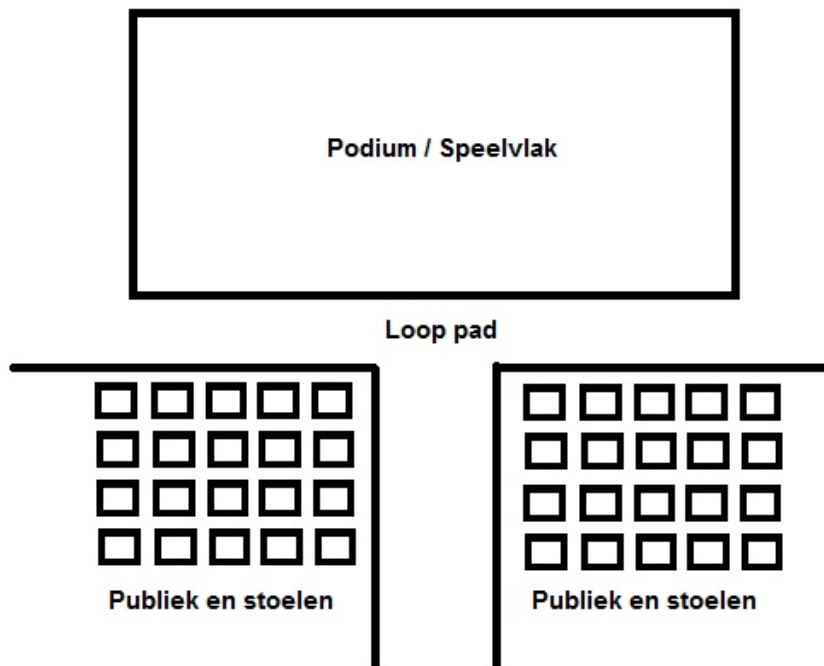 Podium / Speelvlak
Loop pad
Publiek en stoelen
Publiek en stoelen